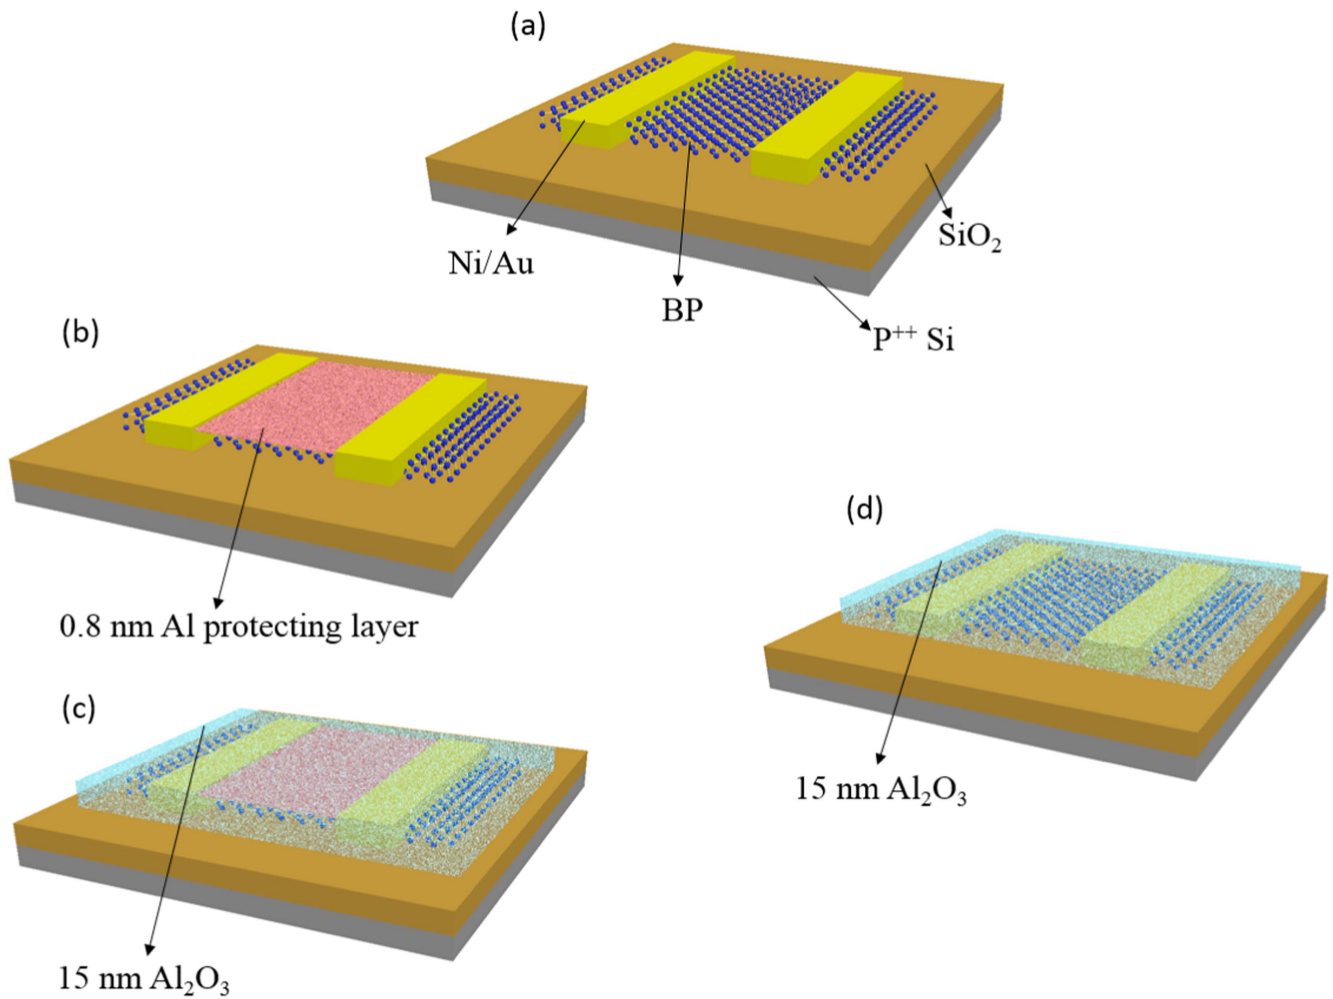 (a)
Ni/Au
BP
SiO₂
P⁺⁺ Si
(b)
0.8 nm Al protecting layer
(d)
15 nm Al₂O₃
(c)
15 nm Al₂O₃